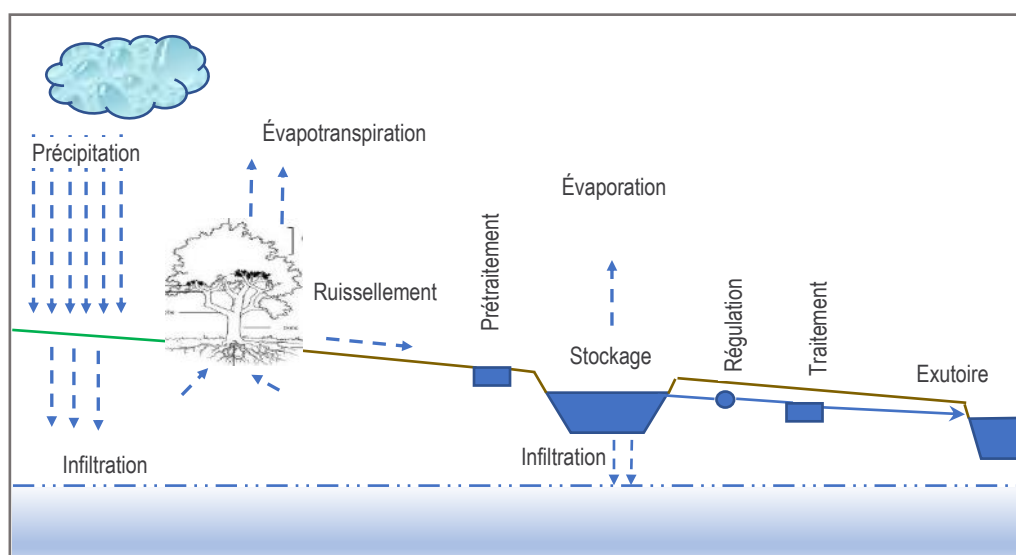 Évapotranspiration
Précipitation
Évaporation
Prétraitement
Ruissellement
Régulation
Traitement
Stockage
Exutoire
Infiltration
Infiltration